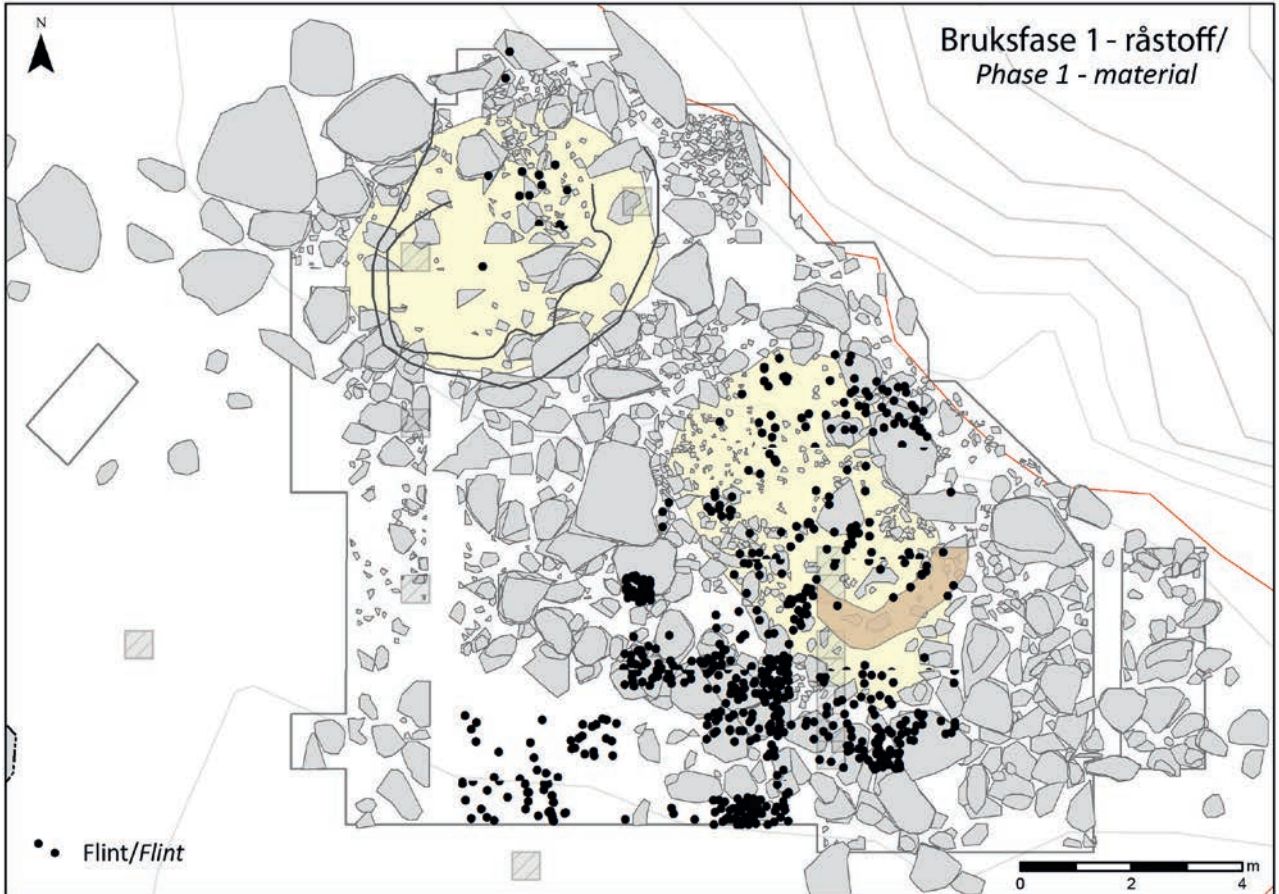 N
Bruksfase 1 - råstoff/
Phase 1 - material
Flint/Flint
m
0 2 4